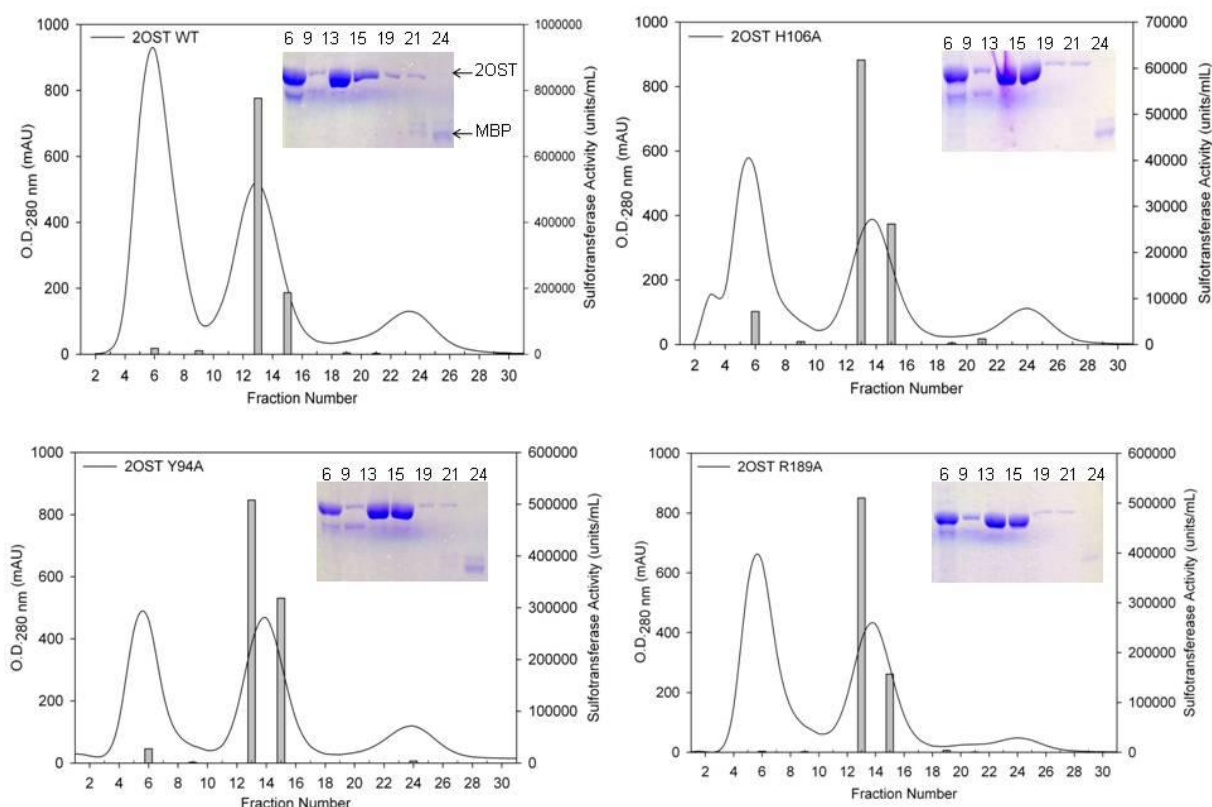 2OST WT
6 9 13 15 19 21 24
2OST
MBP
O.D.280 nm (mAU)
1000
800
600
400
200
0
Sulfotransferase Activity (units/mL)
1000000
800000
600000
400000
200000
0
2 4 6 8 10 12 14 16 18 20 22 24 26 28 30
Fraction Number
2OST H106A
6 9 13 15 19 21 24
O.D.280 nm (mAU)
1000
800
600
400
200
0
Sulfotransferase Activity (units/mlL)
70000
60000
50000
40000
30000
20000
10000
0
2 4 6 8 10 12 14 16 18 20 22 24 26 28 30
Fraction Number
2OST Y94A
6 9 13 15 19 21 24
O.D.280 nm (mAU)
1000
800
600
400
200
0
Sulfotransferase Activity (units/mL)
600000
500000
400000
300000
200000
100000
0
2 4 6 8 10 12 14 16 18 20 22 24 26 28 30
Fraction Number
2OST R189A
6 9 13 15 19 21 24
O.D.280 nm (mAU)
1000
800
600
400
200
0
Sulfotransferease Activity (units/mL)
600000
500000
400000
300000
200000
100000
0
2 4 6 8 10 12 14 16 18 20 22 24 26 28 30
Fraction Number